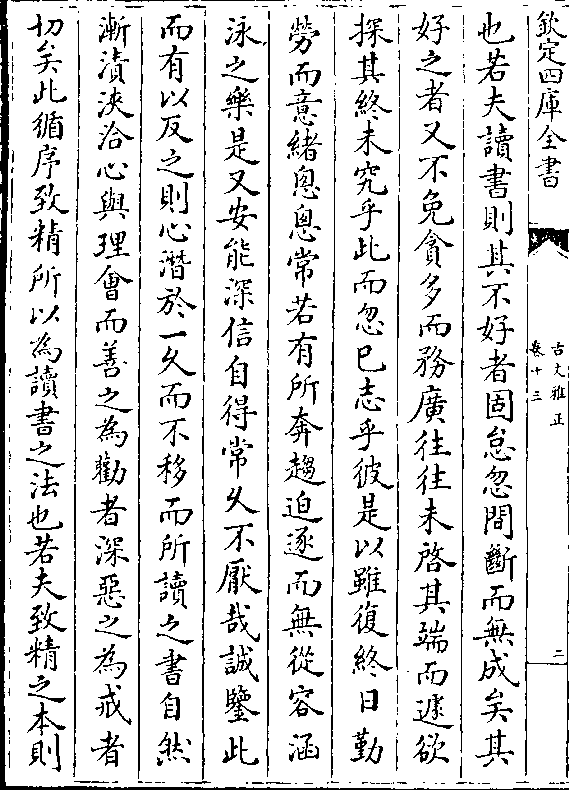 欽定四庫全書
古文雅正
卷十三
二
也若夫讀書則其不好者固怠忽間斷而無成矣其
好之者又不免貪多而務廣往往未啓其端而遽欲
探其終未究乎此而忽已志乎彼是以雖復終日勤
勞而意緒悤悤常若有所奔趨迫逐而無從容涵
泳之樂是又安能深信自得常久不厭哉誠鑒此
而有以反之則心潛於一久而不移而所讀之書自然
漸漬浹洽心與理會而善之為勸者深惡之為戒者
切矣此循序致精所以為讀書之法也若夫致精之本則